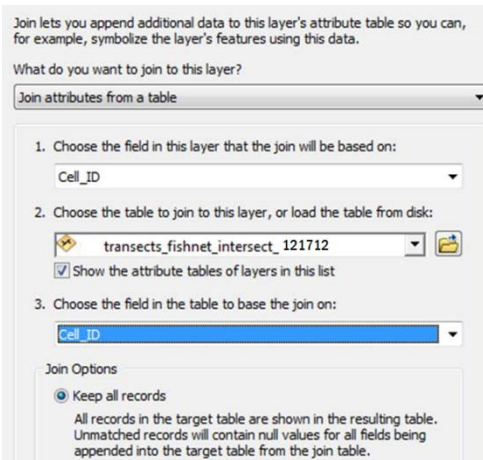 Join lets you append additional data to this layer's attribute table so you can,
for example, symbolize the layer's features using this data.
What do you want to join to this layer?
Join attributes from a table
1. Choose the field in this layer that the join will be based on:
Cell_ID
2. Choose the table to join to this layer, or load the table from disk:
transects_fishnet_intersect_ 121712
Show the attribute tables of layers in this list
3. Choose the field in the table to base the join on:
Cell_ID
Join Options
Keep all records
All records in the target table are shown in the resulting table.
Unmatched records will contain null values for all fields being
appended into the target table from the join table.